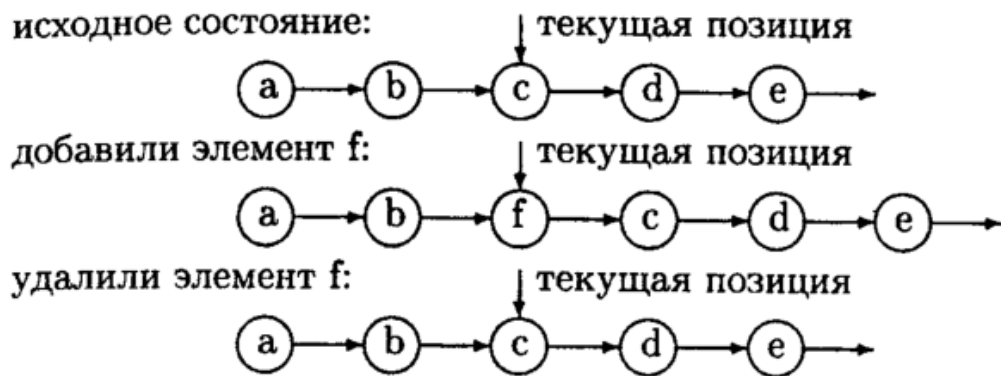 исходное состояние: текущая позиция
a b c d e
добавили элемент f: текущая позиция
a b f c d e
удалили элемент f: текущая позиция
a b c d e